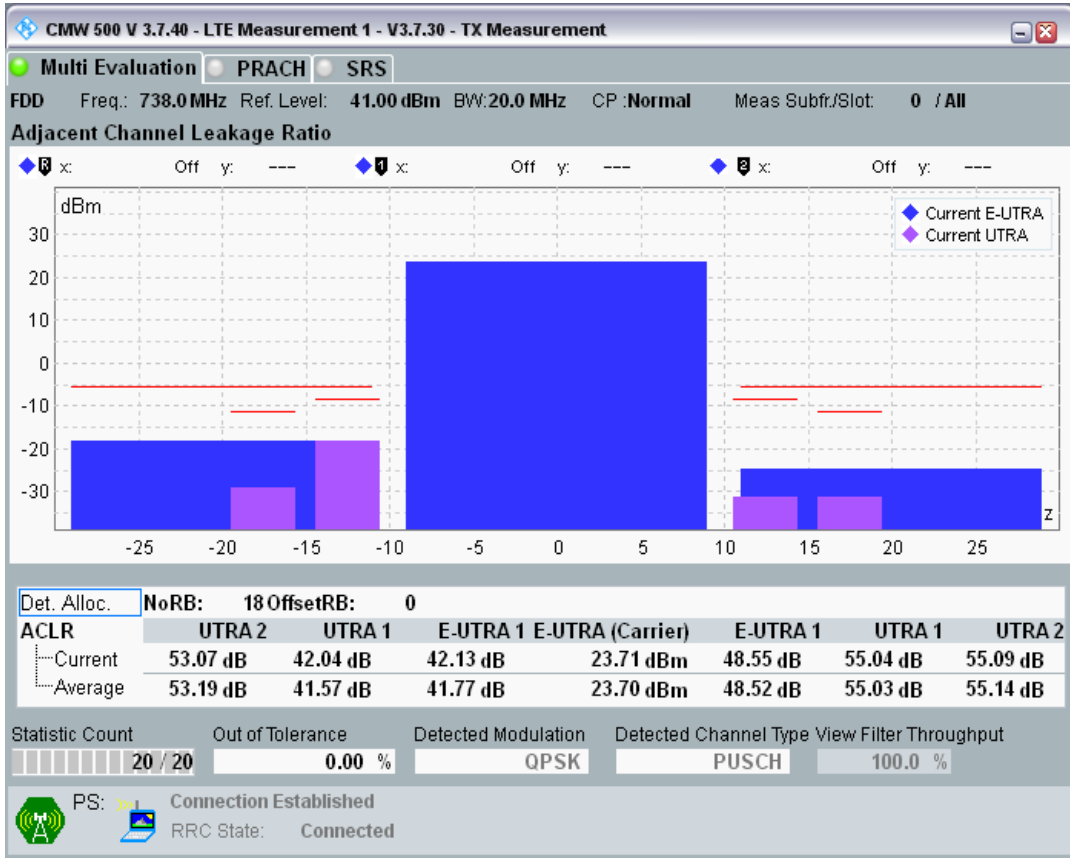 CMW 500 V 3.7.40 - LTE Measurement 1 - V3.7.30 - TX Measurement
Multi Evaluation PRACH SRS
FDD Freq.: 738.0 MHz Ref. Level: 41.00 dBm BW: 20.0 MHz CP :Normal Meas Subfr./Slot: 0 / All
Adjacent Channel Leakage Ratio
R x: Off y: --- 1 x: Off y: --- 2 x: Off y: ---
dBm
Current E-UTRA
Current UTRA
30
20
10
0
-10
-20
-30
z
-25 -20 -15 -10 -5 0 5 10 15 20 25
Det. Alloc. NoRB: 18 OffsetRB: 0
ACLR UTRA 2 UTRA 1 E-UTRA 1 E-UTRA (Carrier) E-UTRA 1 UTRA 1 UTRA 2
Current 53.07 dB 42.04 dB 42.13 dB 23.71 dBm 48.55 dB 55.04 dB 55.09 dB
Average 53.19 dB 41.57 dB 41.77 dB 23.70 dBm 48.52 dB 55.03 dB 55.14 dB
Statistic Count Out of Tolerance Detected Modulation Detected Channel Type View Filter Throughput
20 / 20 0.00 % QPSK PUSCH 100.0 %
PS: Connection Established
RRC State: Connected